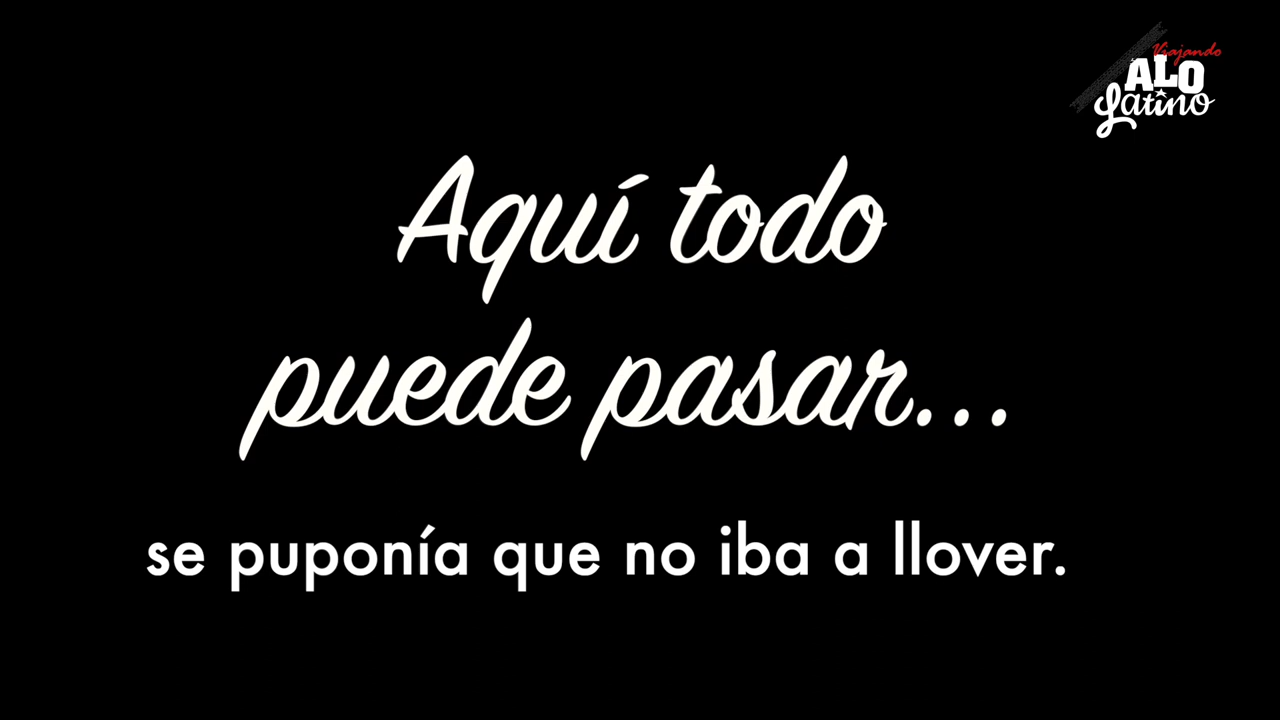 Viajando
ALO
Latino
Aquí todo
puede pasar...
se puponía que no iba a llover.